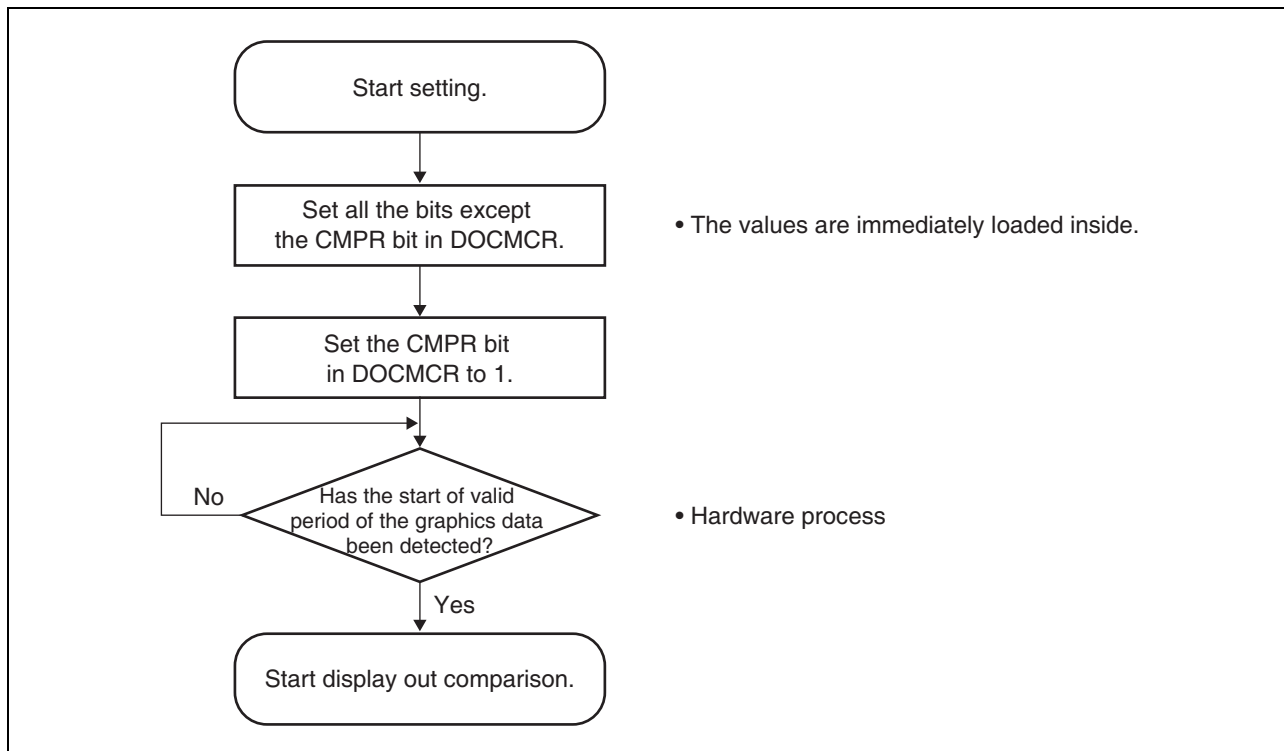 Start setting.
Set all the bits except
the CMPR bit in DOCMCR.
• The values are immediately loaded inside.
Set the CMPR bit
in DOCMCR to 1.
No
Has the start of valid
period of the graphics data
been detected?
• Hardware process
Yes
Start display out comparison.